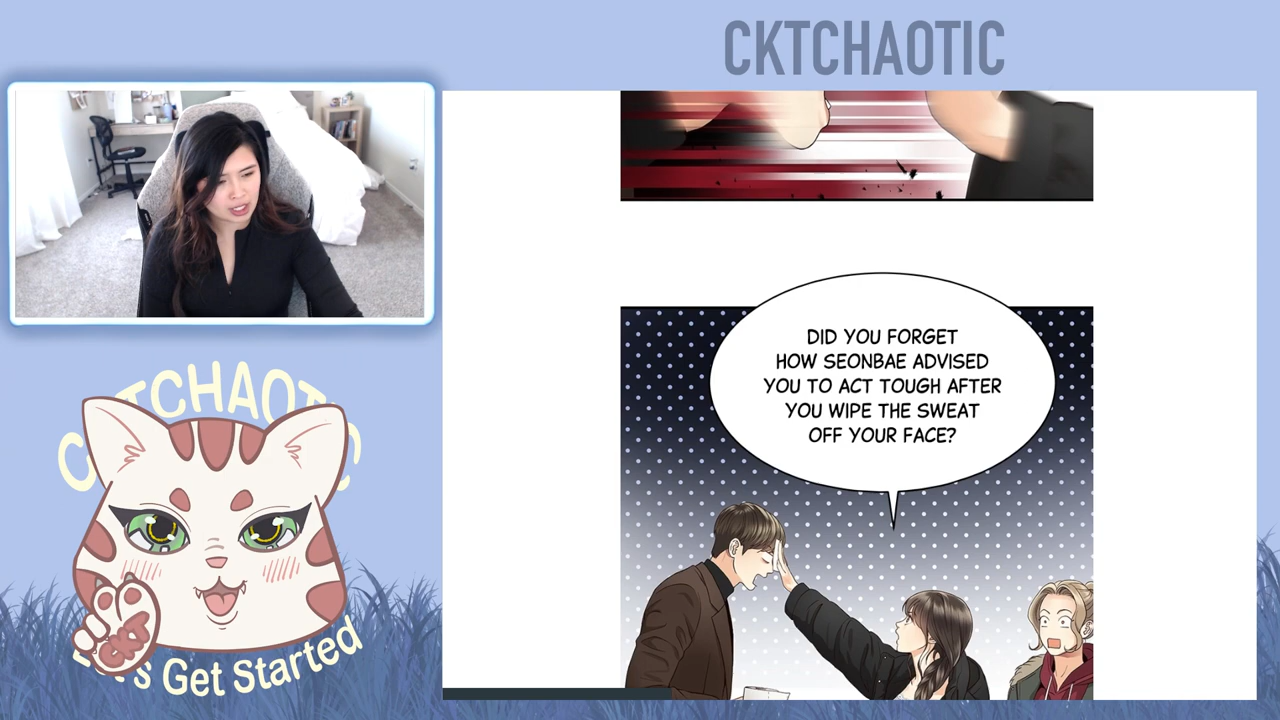 CKTCHAOTIC
DID YOU FORGET
HOW SEONBAE ADVISED
YOU TO ACT TOUGH AFTER
YOU WIPE THE SWEAT
OFF YOUR FACE?
CKTCHAOTIC
CKT
Get Started